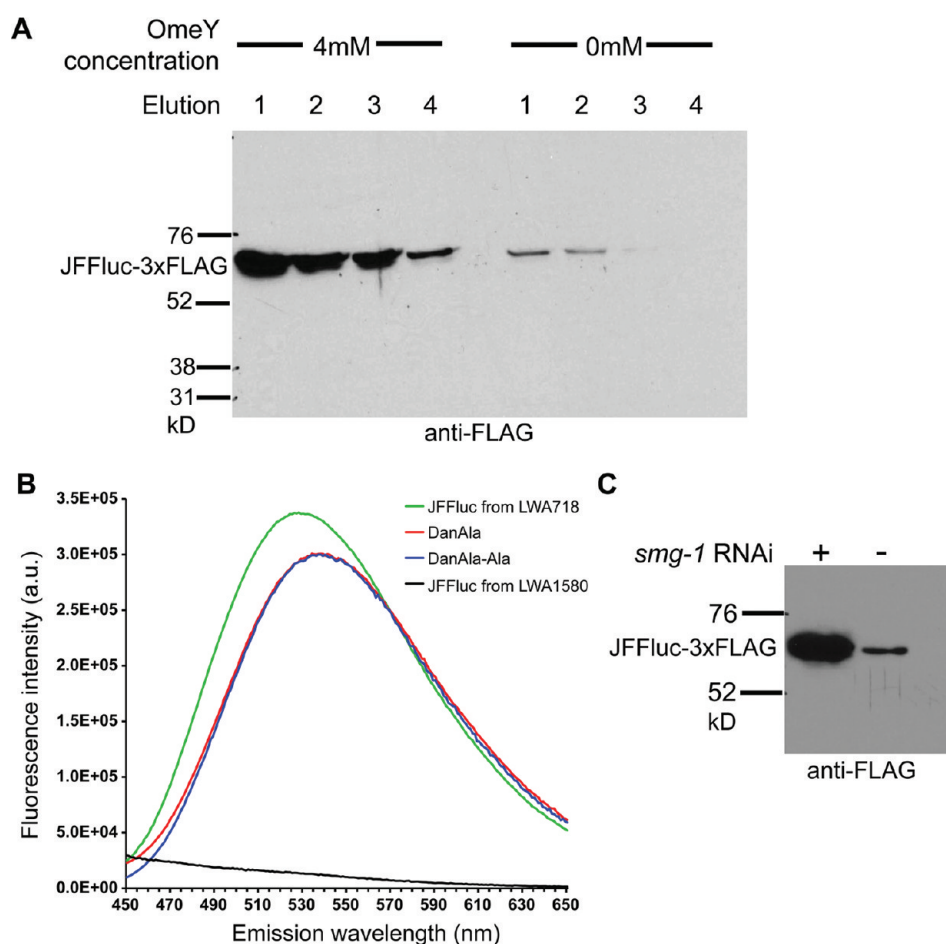 A
OmeY concentration
4mM
0mM
Elution 1 2 3 4 1 2 3 4
76
JFFluc-3xFLAG
52
38
31
kD
anti-FLAG
B
Fluorescence intensity (a.u.)
3.5E+05
3.0E+05
2.5E+05
2.0E+05
1.5E+05
1.0E+05
5.0E+04
0.0E+00
450 470 490 510 530 550 570 590 610 630 650
Emission wavelength (nm)
JFFluc from LWA718
DanAla
DanAla-Ala
JFFluc from LWA1580
C
smg-1 RNAi + -
76
JFFluc-3xFLAG
52
kD
anti-FLAG